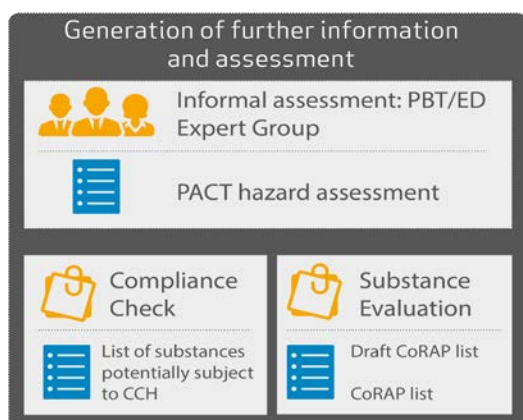 Generation of further information
and assessment
Informal assessment: PBT/ED
Expert Group
PACT hazard assessment
Compliance
Check
List of substances
potentially subject
to CCH
Substance
Evaluation
Draft CoRAP list
CoRAP list